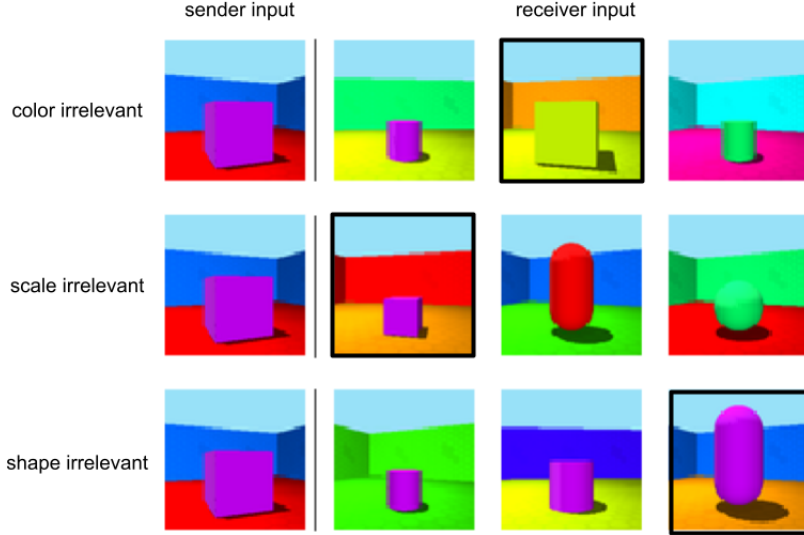 sender input
receiver input
color irrelevant
scale irrelevant
shape irrelevant